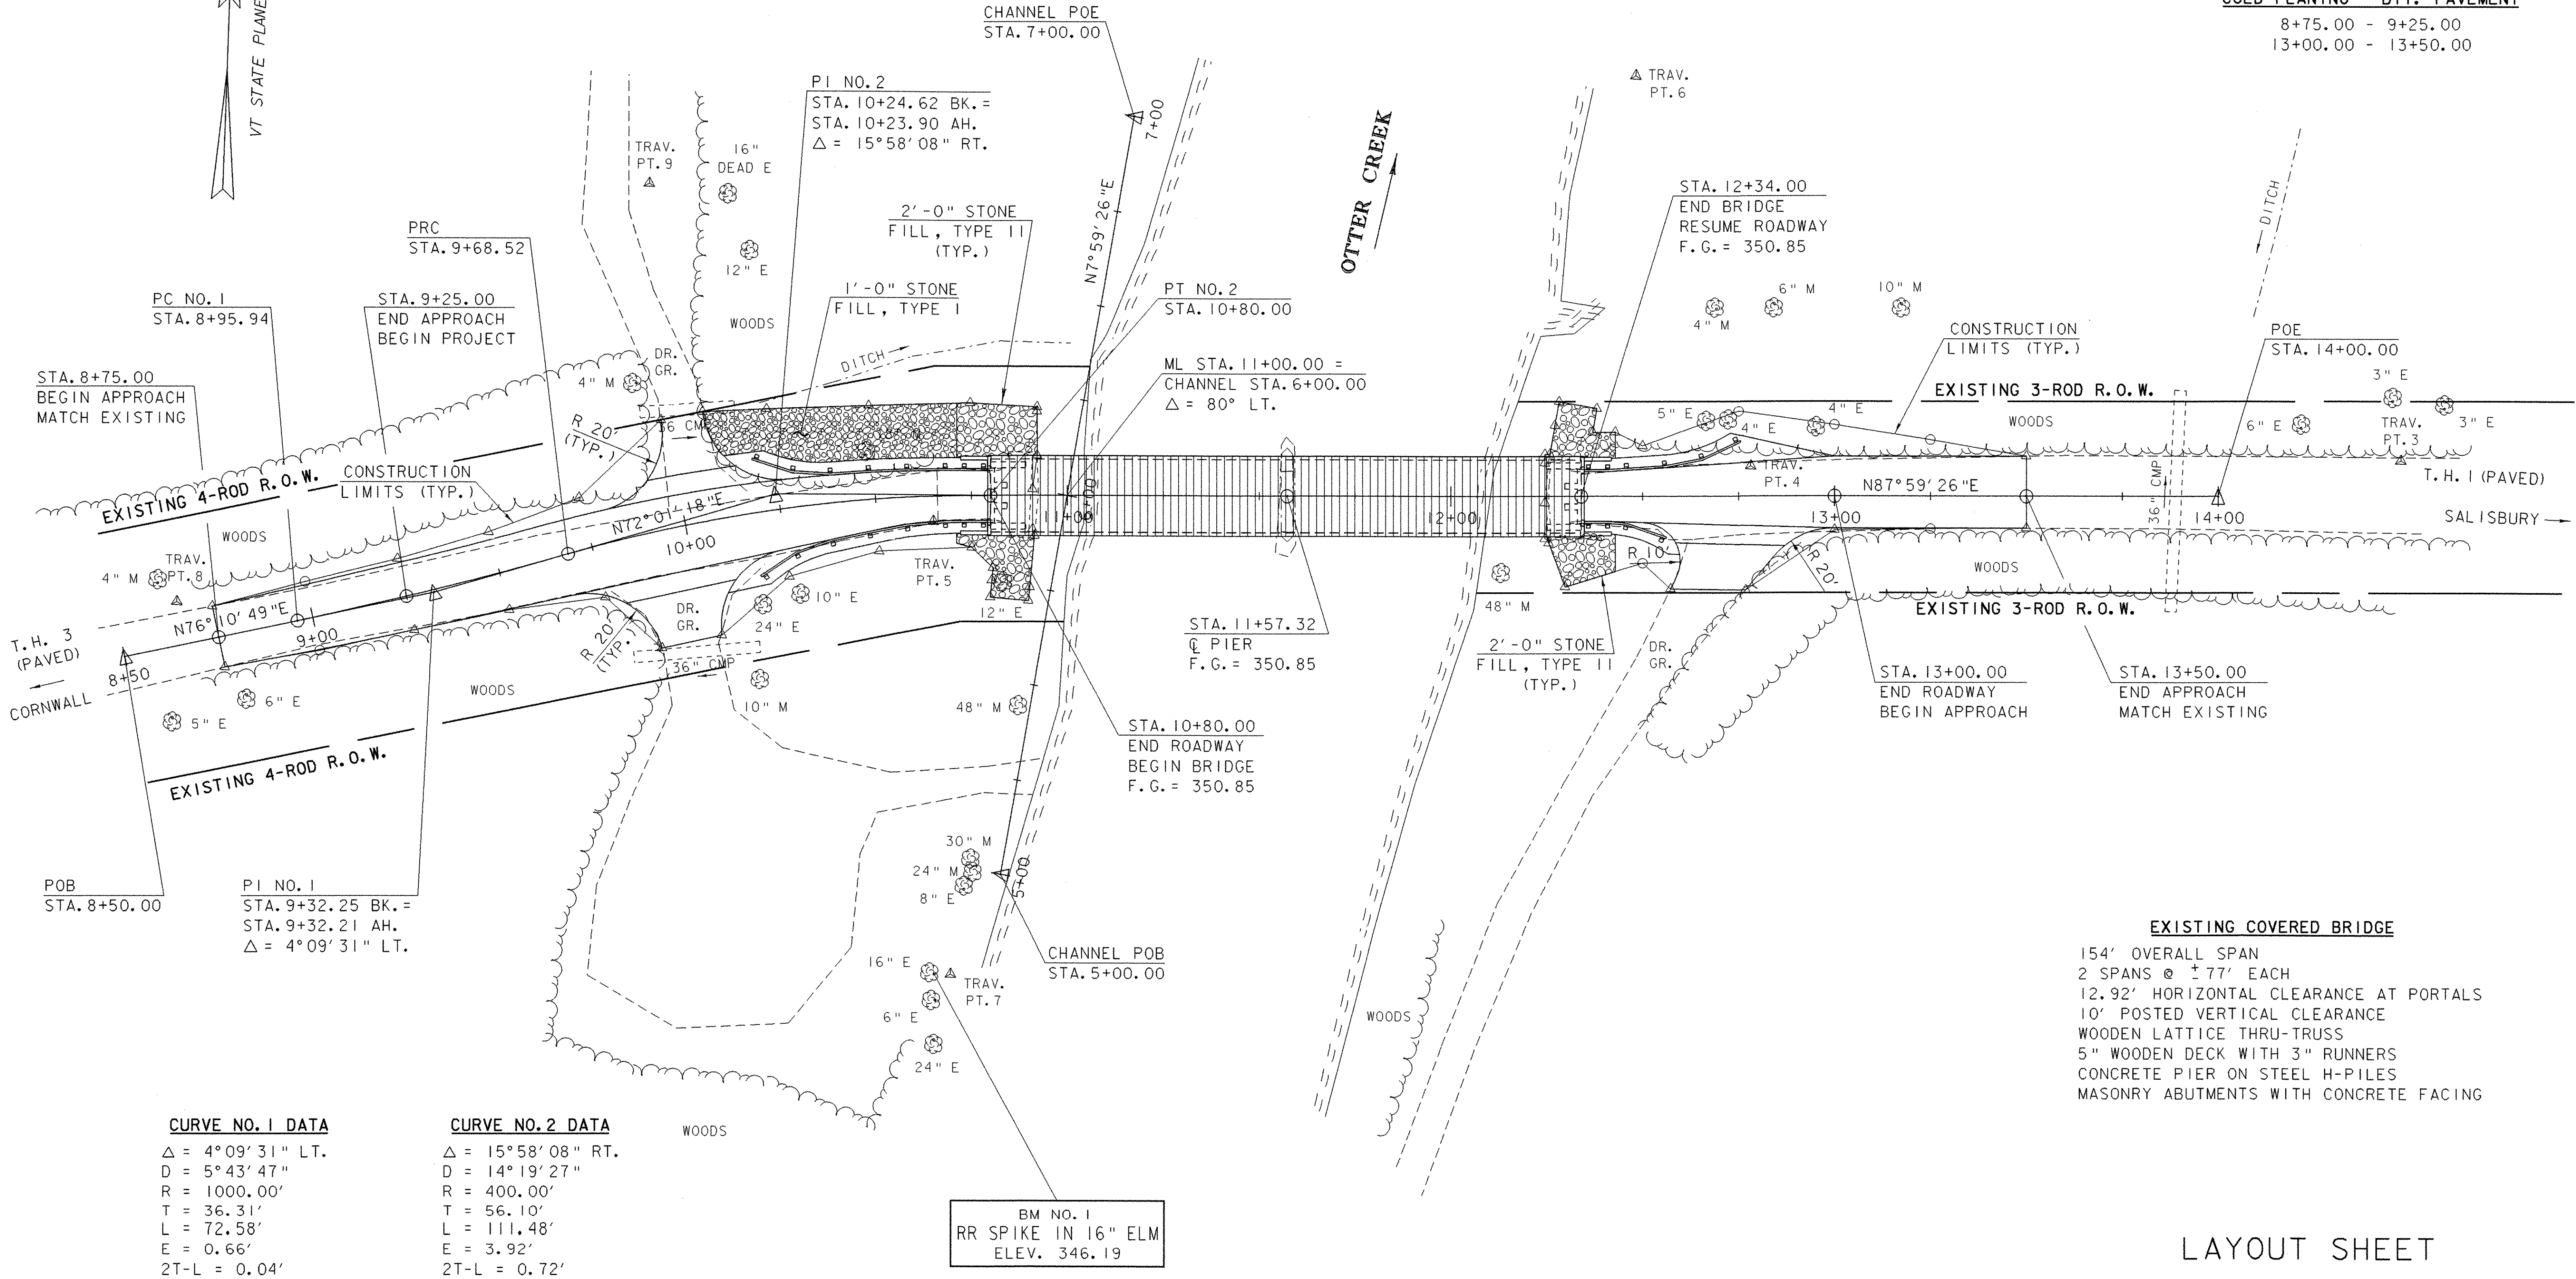 VT STATE PLANE
CHANNEL POE
STA. 7+00.00
8+75.00 - 9+25.00
13+00.00 - 13+50.00
PI NO. 2
STA. 10+24.62 BK. =
STA. 10+23.90 AH.
△ = 15°58'08" RT.
TRAV.
PT. 6
7+00
TRAV.
PT. 9
16"
DEAD E
OTTER CREEK
N7°59'26"E
DITCH
STA. 12+34.00
END BRIDGE
RESUME ROADWAY
F.G. = 350.85
2'-0" STONE
FILL, TYPE II
(TYP.)
PRC
STA. 9+68.52
12" E
1'-0" STONE
FILL, TYPE I
PT NO. 2
STA. 10+80.00
PC NO. 1
STA. 8+95.94
STA. 9+25.00
END APPROACH
BEGIN PROJECT
WOODS
4" M
6" M
10" M
CONSTRUCTION
LIMITS (TYP.)
POE
STA. 14+00.00
DITCH
ML STA. 11+00.00 =
CHANNEL STA. 6+00.00
△ = 80° LT.
STA. 8+75.00
BEGIN APPROACH
MATCH EXISTING
DR.
GR.
4" M
EXISTING 3-ROD R.O.W.
3" E
R 20'
(TYP.)
36 CMP
5" E
4" E
4" E
WOODS
6" E
TRAV.
PT. 3
3" E
CONSTRUCTION
LIMITS (TYP.)
EXISTING 4-ROD R.O.W.
TRAV.
PT. 4
T.H. 1 (PAVED)
N72°01'18"E
N87°59'26"E
36" CMP
10+00
11+00
6+00
12+00
13+00
14+00
SALISBURY
WOODS
TRAV.
PT. 8
4" M
TRAV.
PT. 5
R 10'
R 20'
WOODS
N76°10'49"E
9+00
10" E
24" E
12" E
48" M
EXISTING 3-ROD R.O.W.
DR.
GR.
R 20'
(TYP.)
36" CMP
T.H. 3
(PAVED)
8+50
CORNWALL
STA. 11+57.32
℄ PIER
F.G. = 350.85
2'-0" STONE
FILL, TYPE II
(TYP.)
DR.
GR.
STA. 13+00.00
END ROADWAY
BEGIN APPROACH
STA. 13+50.00
END APPROACH
MATCH EXISTING
WOODS
6" E
5" E
10" M
48" M
STA. 10+80.00
END ROADWAY
BEGIN BRIDGE
F.G. = 350.85
EXISTING 4-ROD R.O.W.
30" M
24" M
8" E
5+00
POB
STA. 8+50.00
PI NO. 1
STA. 9+32.25 BK. =
STA. 9+32.21 AH.
△ = 4°09'31" LT.
CHANNEL POB
STA. 5+00.00
16" E
TRAV.
PT. 7
6" E
24" E
WOODS
EXISTING COVERED BRIDGE
154' OVERALL SPAN
2 SPANS @ ±77' EACH
12.92' HORIZONTAL CLEARANCE AT PORTALS
10' POSTED VERTICAL CLEARANCE
WOODEN LATTICE THRU-TRUSS
5" WOODEN DECK WITH 3" RUNNERS
CONCRETE PIER ON STEEL H-PILES
MASONRY ABUTMENTS WITH CONCRETE FACING
CURVE NO. 1 DATA
△ = 4°09'31" LT.
D = 5°43'47"
R = 1000.00'
T = 36.31'
L = 72.58'
E = 0.66'
2T-L = 0.04'
CURVE NO. 2 DATA
△ = 15°58'08" RT.
D = 14°19'27"
R = 400.00'
T = 56.10'
L = 111.48'
E = 3.92'
2T-L = 0.72'
WOODS
BM NO. 1
RR SPIKE IN 16" ELM
ELEV. 346.19
LAYOUT SHEET